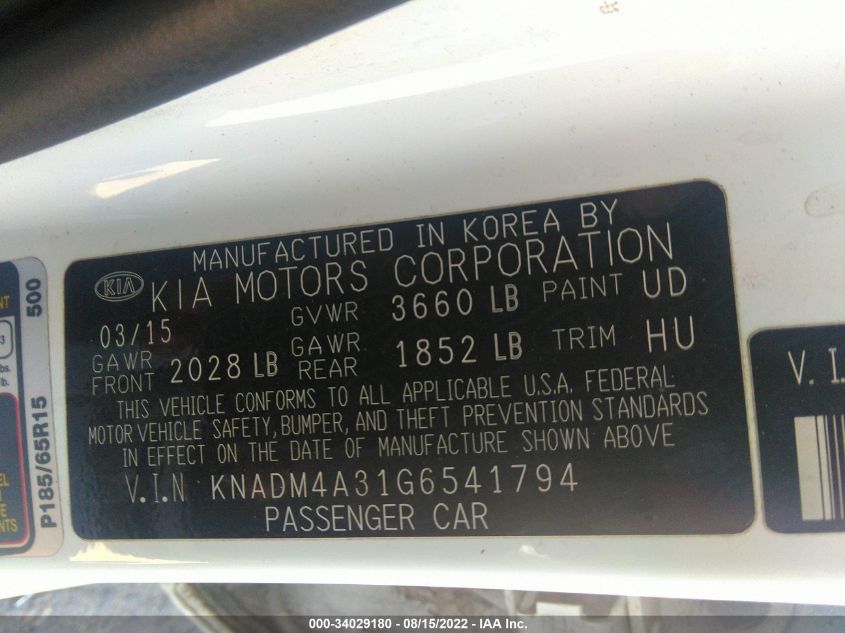 MANUFACTURED IN KOREA BY
KIA KIA MOTORS CORPORATION
03/15 GVWR 3660 LB PAINT UD
GAWR FRONT 2028 LB GAWR REAR 1852 LB TRIM HU
THIS VEHICLE CONFORMS TO ALL APPLICABLE U.S.A. FEDERAL
MOTOR VEHICLE SAFETY, BUMPER, AND THEFT PREVENTION STANDARDS
IN EFFECT ON THE DATE OF MANUFACTURE SHOWN ABOVE
V.I.N KNADM4A31G6541794
PASSENGER CAR
P185/65R15 500
V. I.
000-34029180 - 08/15/2022 - IAA Inc.